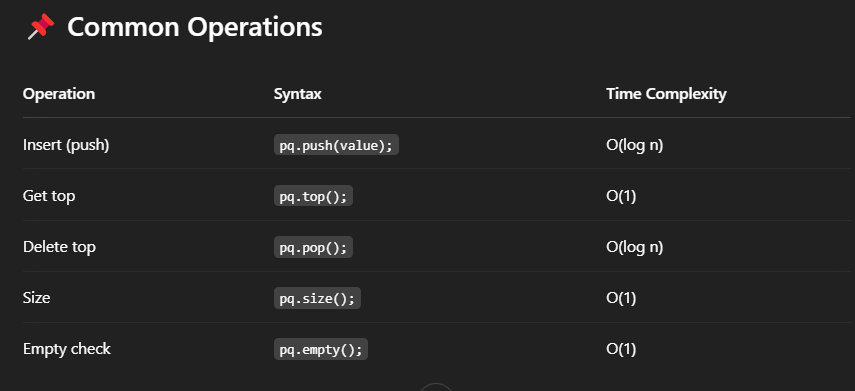 📌 Common Operations
Operation Syntax Time Complexity
Insert (push) pq.push(value); O(log n)
Get top pq.top(); O(1)
Delete top pq.pop(); O(log n)
Size pq.size(); O(1)
Empty check pq.empty(); O(1)